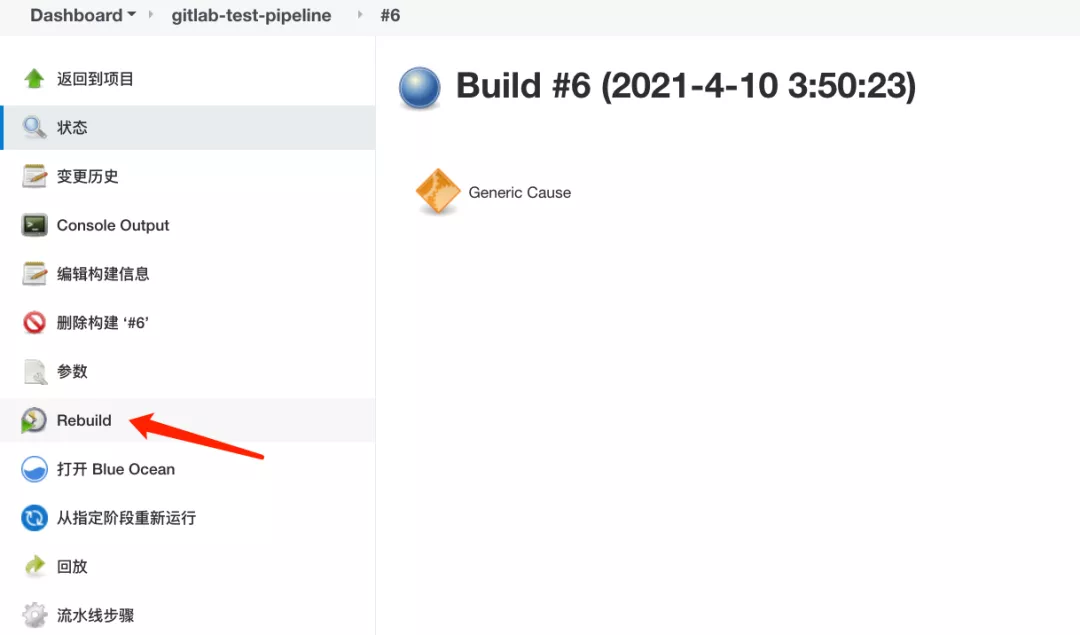 Dashboard gitlab-test-pipeline #6
返回到项目
状态
变更历史
Console Output
编辑构建信息
删除构建 ‘#6’
参数
Rebuild
打开 Blue Ocean
从指定阶段重新运行
回放
流水线步骤
Build #6 (2021-4-10 3:50:23)
Generic Cause